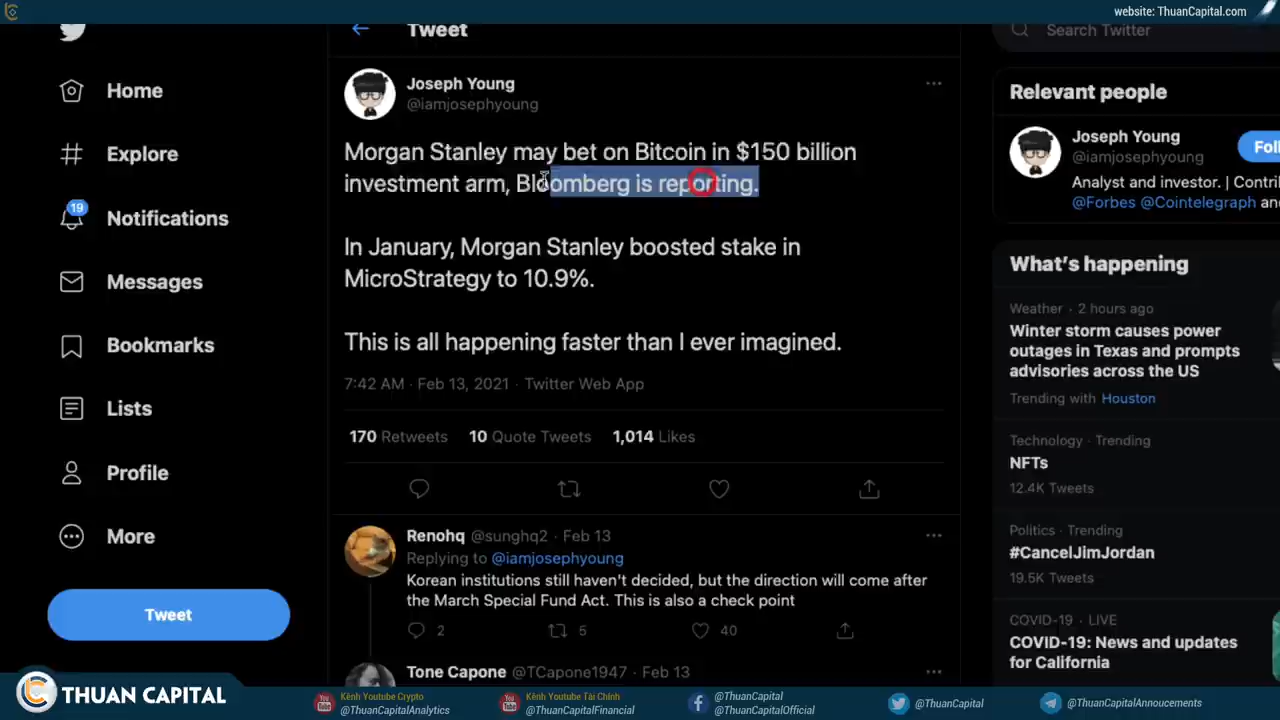 website: ThuanCapital.com
Tweet
Search Twitter
Home
Explore
19
Notifications
Messages
Bookmarks
Lists
Profile
More
Tweet
Joseph Young
@iamjosephyoung
Morgan Stanley may bet on Bitcoin in $150 billion
investment arm, Bloomberg is reporting.
In January, Morgan Stanley boosted stake in
MicroStrategy to 10.9%.
This is all happening faster than I ever imagined.
7:42 AM · Feb 13, 2021 · Twitter Web App
170 Retweets 10 Quote Tweets 1,014 Likes
Renohq @sunghq2 · Feb 13
Replying to @iamjosephyoung
Korean institutions still haven't decided, but the direction will come after
the March Special Fund Act. This is also a check point
2 5 40
Tone Capone @TCapone1947 · Feb 13
Relevant people
Joseph Young
@iamjosephyoung
Analyst and investor. | Contri
@Forbes @Cointelegraph an
Foll
What's happening
Weather · 2 hours ago
Winter storm causes power
outages in Texas and prompts
advisories across the US
Trending with Houston
Technology · Trending
NFTs
12.4K Tweets
Politics · Trending
#CancelJimJordan
19.5K Tweets
COVID-19 · LIVE
COVID-19: News and updates
for California
THUAN CAPITAL
Kênh Youtube Crypto
@ThuanCapitalAnalytics
Kênh Youtube Tài Chính
@ThuanCapitalFinancial
@ThuanCapital
@ThuanCapitalOfficial
@ThuanCapital
@ThuanCapitalAnnoucements